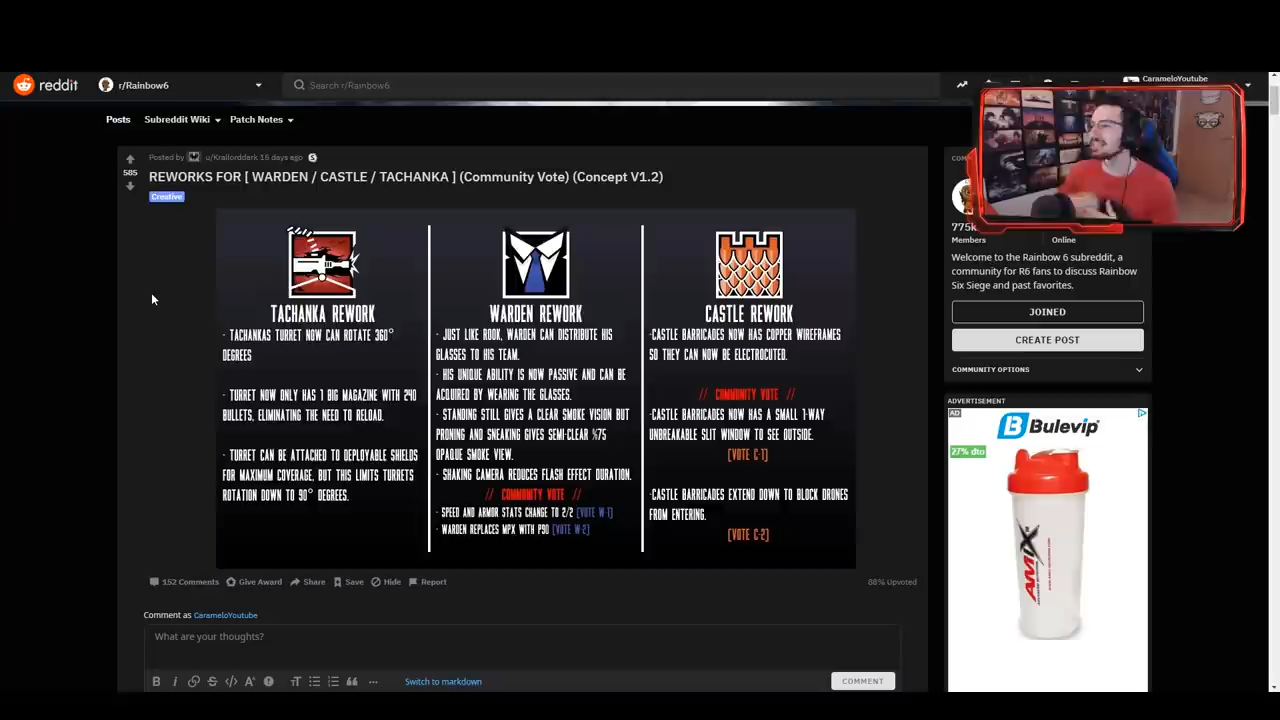 reddit
r/Rainbow6
Search r/Rainbow6
CarameloYoutube
Posts
Subreddit Wiki
Patch Notes
585
Posted by u/Krallorddark 15 days ago
REWORKS FOR [ WARDEN / CASTLE / TACHANKA ] (Community Vote) (Concept V1.2)
Creative
TACHANKA REWORK
- TACHANKAS TURRET NOW CAN ROTATE 360°
DEGREES
- TURRET NOW ONLY HAS 1 BIG MAGAZINE WITH 240
BULLETS, ELIMINATING THE NEED TO RELOAD.
- TURRET CAN BE ATTACHED TO DEPLOYABLE SHIELDS
FOR MAXIMUM COVERAGE, BUT THIS LIMITS TURRETS
ROTATION DOWN TO 90° DEGREES.
WARDEN REWORK
- JUST LIKE ROOK, WARDEN CAN DISTRIBUTE HIS
GLASSES TO HIS TEAM.
- HIS UNIQUE ABILITY IS NOW PASSIVE AND CAN BE
ACQUIRED BY WEARING THE GLASSES.
- STANDING STILL GIVES A CLEAR SMOKE VISION BUT
PRONING AND SNEAKING GIVES SEMI-CLEAR %75
OPAQUE SMOKE VIEW.
- SHAKING CAMERA REDUCES FLASH EFFECT DURATION.
// COMMUNITY VOTE //
- SPEED AND ARMOR STATS CHANGE TO 2/2 [VOTE W-1]
- WARDEN REPLACES MPX WITH P90 [VOTE W-2]
CASTLE REWORK
-CASTLE BARRICADES NOW HAS COPPER WIREFRAMES
SO THEY CAN NOW BE ELECTROCUTED.
// COMMUNITY VOTE //
-CASTLE BARRICADES NOW HAS A SMALL 1-WAY
UNBREAKABLE SLIT WINDOW TO SEE OUTSIDE.
[VOTE C-1]
-CASTLE BARRICADES EXTEND DOWN TO BLOCK DRONES
FROM ENTERING.
[VOTE C-2]
152 Comments
Give Award
Share
Save
Hide
Report
88% Upvoted
Comment as CarameloYoutube
What are your thoughts?
Switch to markdown
COMMENT
775k
Members
Online
Welcome to the Rainbow 6 subreddit, a
community for R6 fans to discuss Rainbow
Six Siege and past favorites.
JOINED
CREATE POST
COMMUNITY OPTIONS
ADVERTISEMENT
AD
Bulevip
27% dto
AMIX